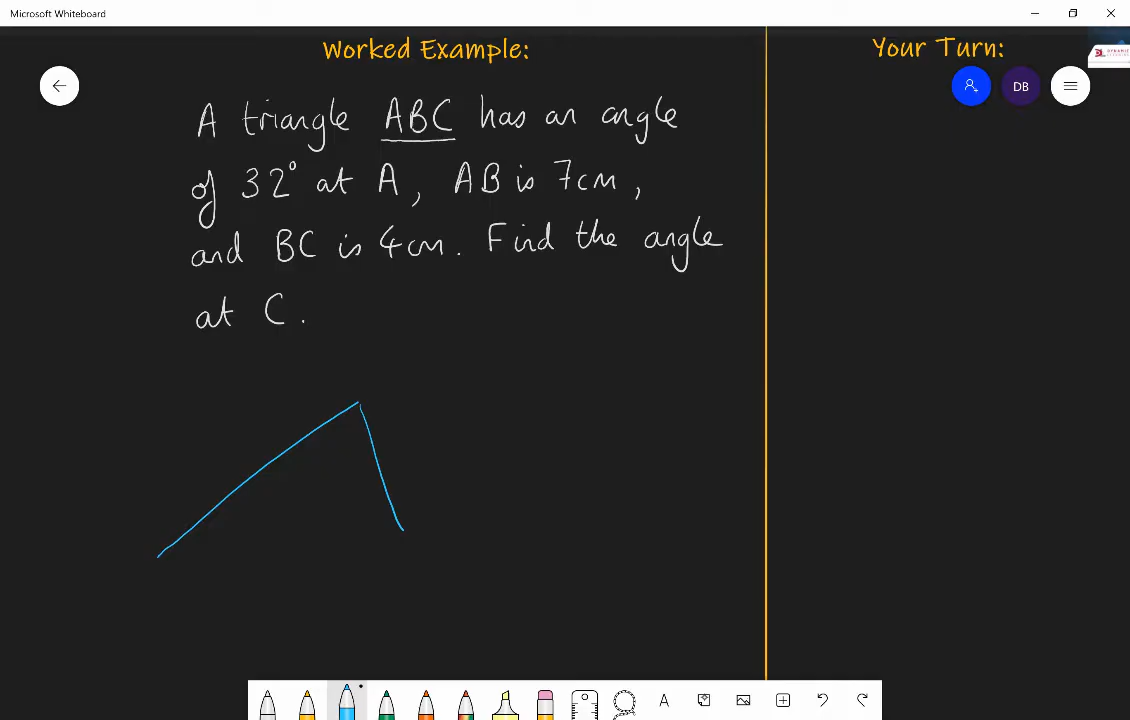 Microsoft Whiteboard
Worked Example:
Your Turn:
DB
A triangle ABC has an angle
of 32° at A, AB is 7cm,
and BC is 4cm. Find the angle
at C.
A